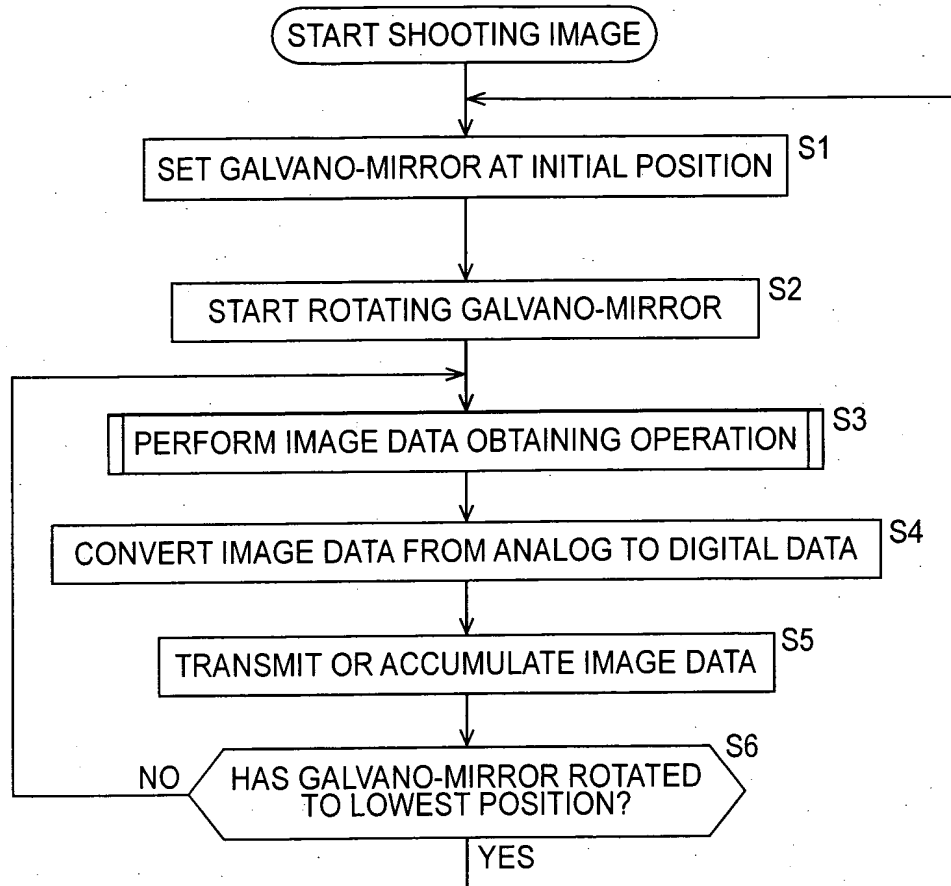 START SHOOTING IMAGE
SET GALVANO-MIRROR AT INITIAL POSITION
S1
START ROTATING GALVANO-MIRROR
S2
PERFORM IMAGE DATA OBTAINING OPERATION
S3
CONVERT IMAGE DATA FROM ANALOG TO DIGITAL DATA
S4
TRANSMIT OR ACCUMULATE IMAGE DATA
S5
HAS GALVANO-MIRROR ROTATED
TO LOWEST POSITION?
S6
NO
YES